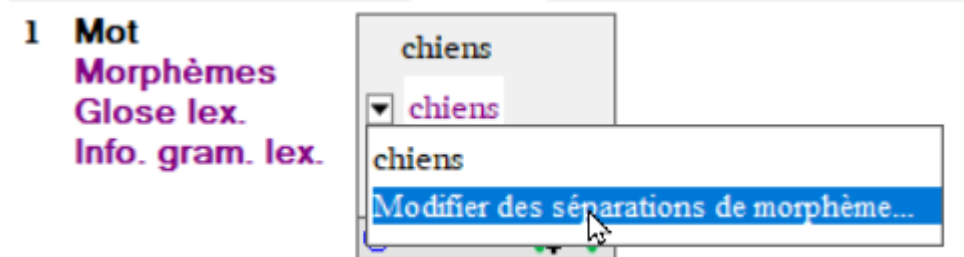 1 Mot chiens
Morphèmes chiens
Glose lex.
Info. gram. lex. chiens
Modifier des séparations de morphème...